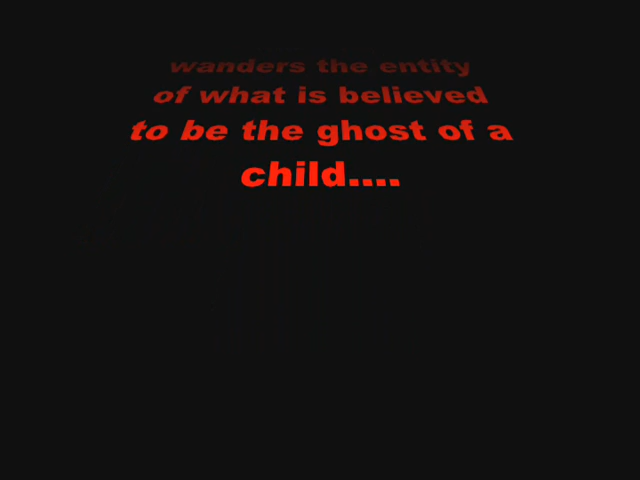 wanders the entity
of what is believed
to be the ghost of a
child....